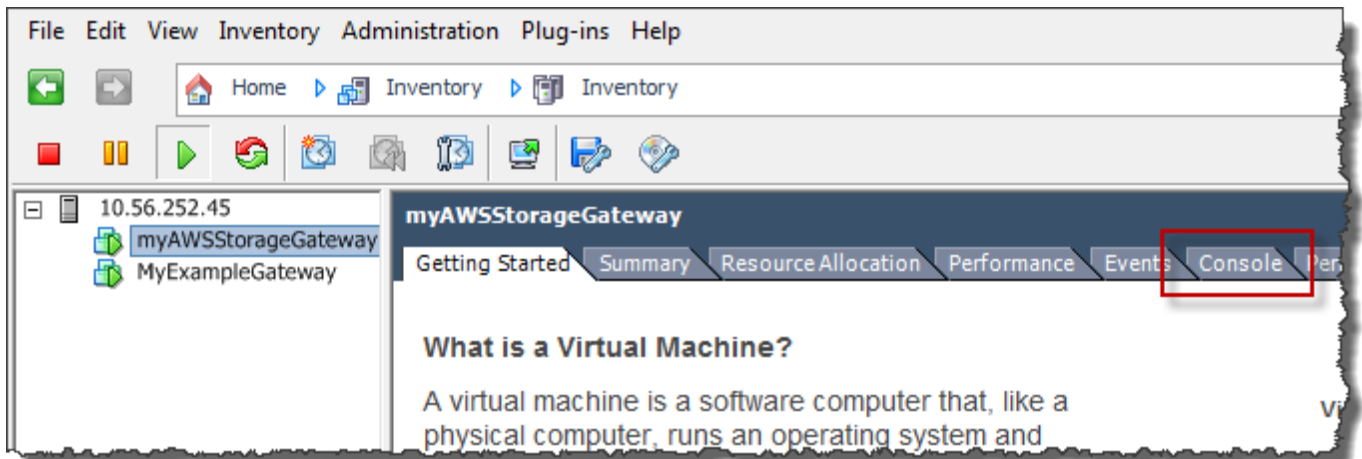 File Edit View Inventory Administration Plug-ins Help
Home Inventory Inventory
10.56.252.45
myAWSStorageGateway
MyExampleGateway
myAWSStorageGateway
Getting Started Summary Resource Allocation Performance Events Console
What is a Virtual Machine?
A virtual machine is a software computer that, like a
physical computer, runs an operating system and